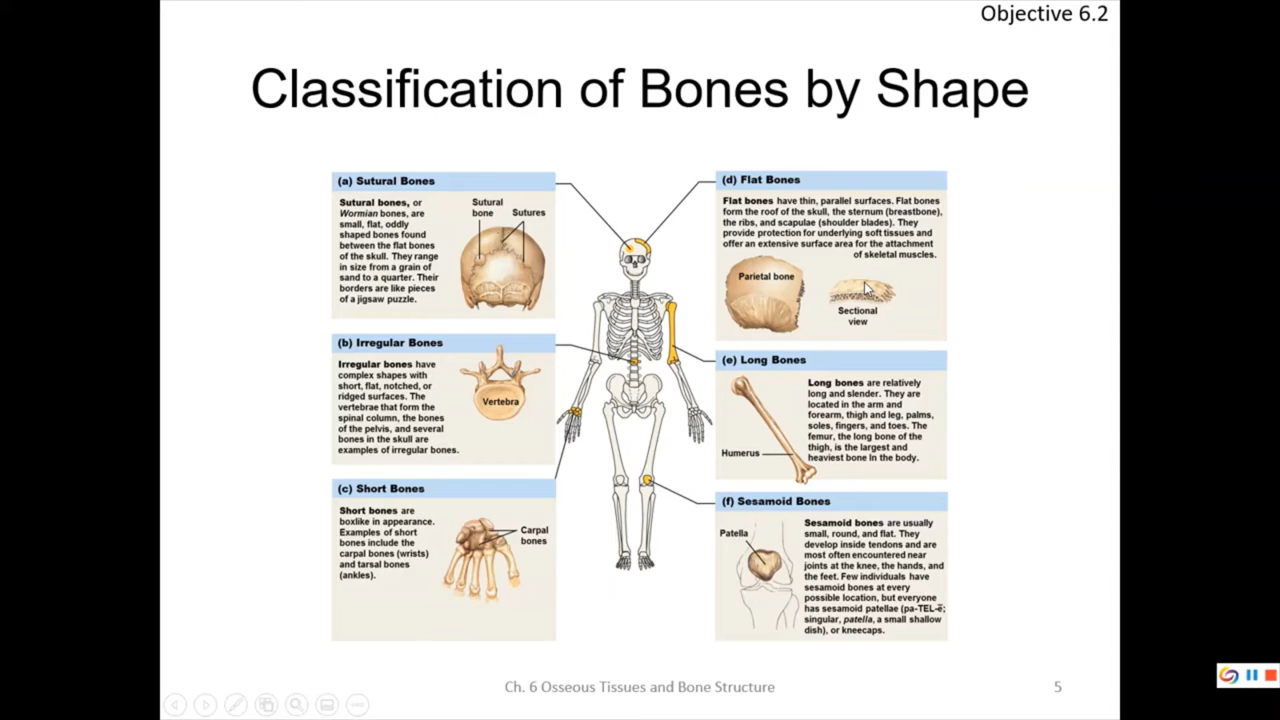 Objective 6.2
Classification of Bones by Shape
(a) Sutural Bones
Sutural bones, or
Wormian bones, are
small, flat, oddly
shaped bones found
between the flat bones
of the skull. They range
in size from a grain of
sand to a quarter. Their
borders are like pieces
of a jigsaw puzzle.
Sutural
bone
Sutures
(b) Irregular Bones
Irregular bones have
complex shapes with
short, flat, notched, or
ridged surfaces. The
vertebrae that form the
spinal column, the bones
of the pelvis, and several
bones in the skull are
examples of irregular bones.
Vertebra
(c) Short Bones
Short bones are
boxlike in appearance.
Examples of short
bones include the
carpal bones (wrists)
and tarsal bones
(ankles).
Carpal
bones
(d) Flat Bones
Flat bones have thin, parallel surfaces. Flat bones
form the roof of the skull, the sternum (breastbone),
the ribs, and scapulae (shoulder blades). They
provide protection for underlying soft tissues and
offer an extensive surface area for the attachment
of skeletal muscles.
Parietal bone
Sectional
view
(e) Long Bones
Long bones are relatively
long and slender. They are
located in the arm and
forearm, thigh and leg, palms,
soles, fingers, and toes. The
femur, the long bone of the
thigh, is the largest and
heaviest bone in the body.
Humerus
(f) Sesamoid Bones
Patella
Sesamoid bones are usually
small, round, and flat. They
develop inside tendons and are
most often encountered near
joints at the knee, the hands, and
the feet. Few individuals have
sesamoid bones at every
possible location, but everyone
has sesamoid patellae (pa-TEL-ē;
singular, patella, a small shallow
dish), or kneecaps.
Ch. 6 Osseous Tissues and Bone Structure
5